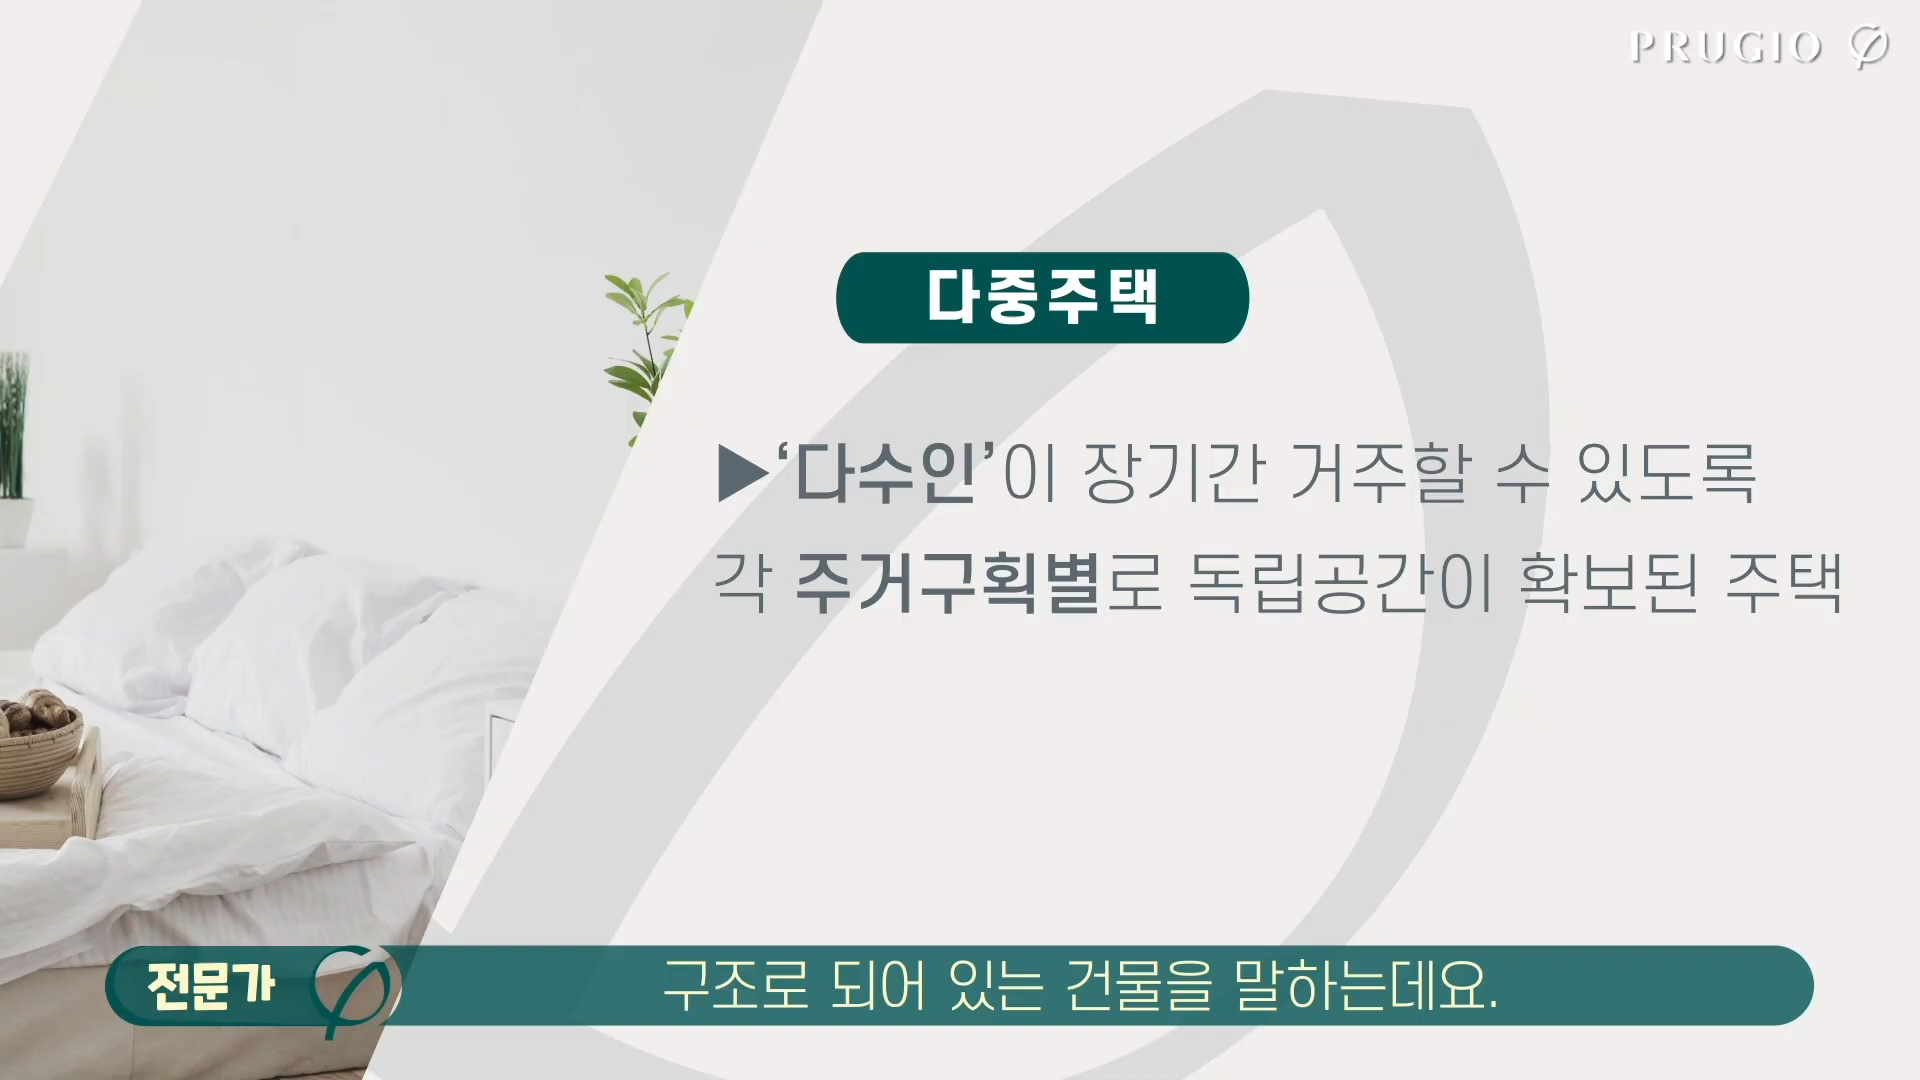 PRUGIO
다중주택
▶‘다수인’이 장기간 거주할 수 있도록
각 주거구획별로 독립공간이 확보된 주택
전문가
구조로 되어 있는 건물을 말하는데요.